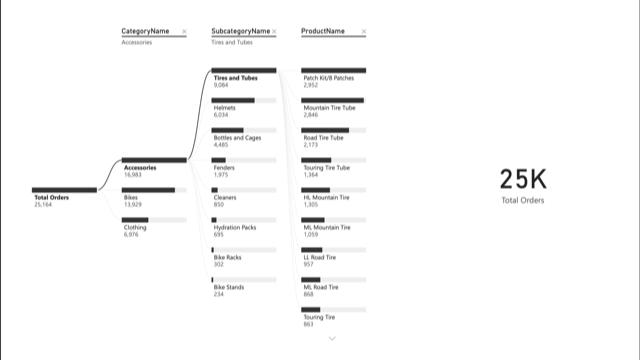 CategoryName ×
Accessories
SubcategoryName ×
Tires and Tubes
ProductName ×
Total Orders
25,164
Accessories
16,983
Bikes
13,929
Clothing
6,976
Tires and Tubes
9,084
Helmets
6,034
Bottles and Cages
4,485
Fenders
1,975
Cleaners
850
Hydration Packs
695
Bike Racks
302
Bike Stands
234
Patch Kit/8 Patches
2,952
Mountain Tire Tube
2,846
Road Tire Tube
2,173
Touring Tire Tube
1,364
HL Mountain Tire
1,305
ML Mountain Tire
1,059
LL Road Tire
957
ML Road Tire
868
Touring Tire
863
25K
Total Orders